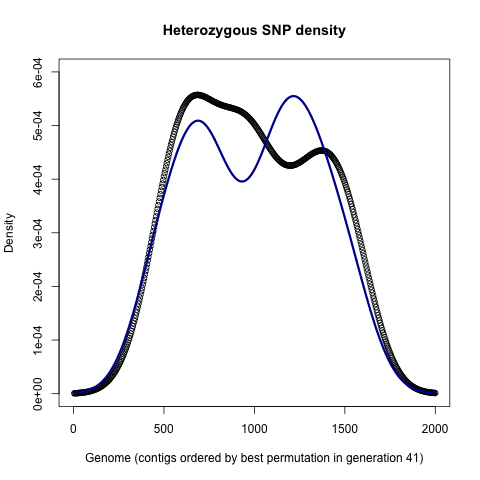 Heterozygous SNP density
Density
6e-04
5e-04
4e-04
3e-04
2e-04
1e-04
0e+00
0 500 1000 1500 2000
Genome (contigs ordered by best permutation in generation 41)